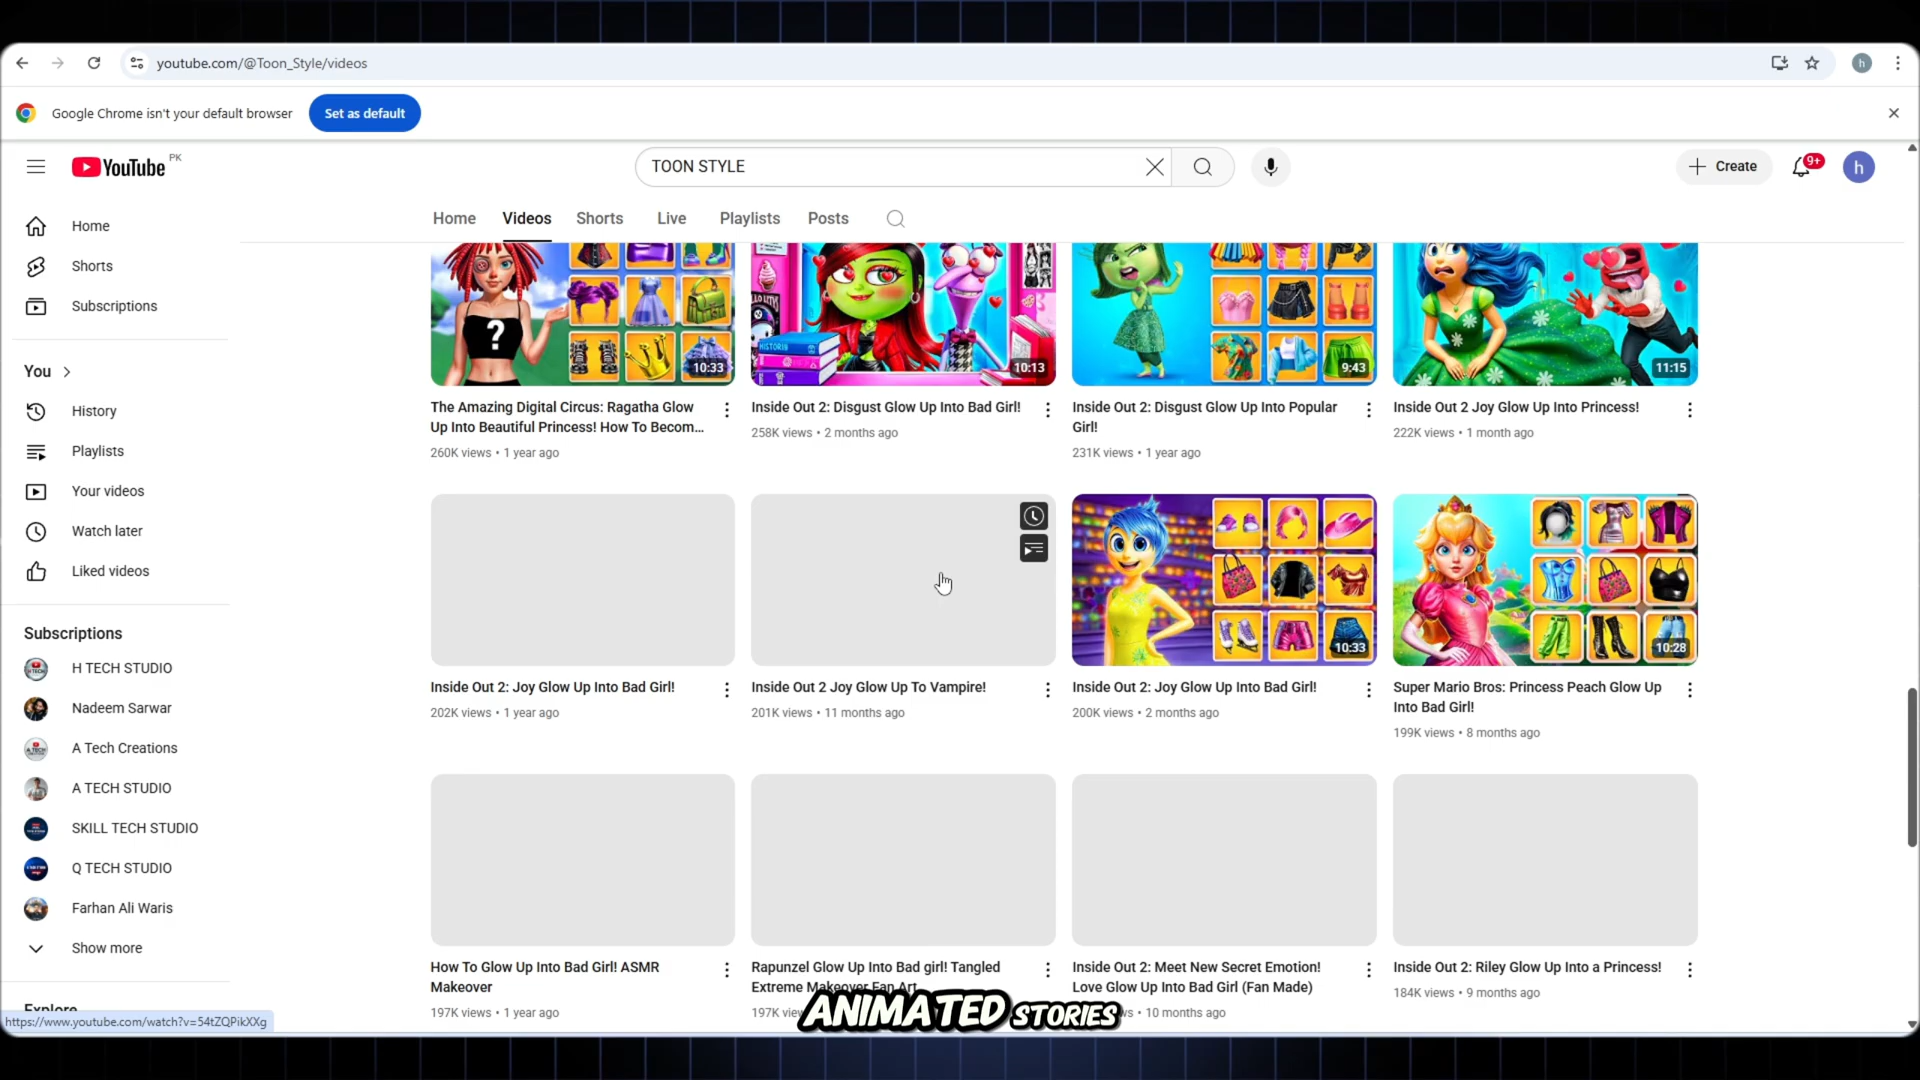 youtube.com/@Toon_Style/videos
h
Google Chrome isn't your default browser
Set as default
YouTube PK
TOON STYLE
Create
9+
h
Home
Videos
Shorts
Live
Playlists
Posts
Home
Shorts
Subscriptions
You
History
Playlists
Your videos
Watch later
Liked videos
Subscriptions
H TECH STUDIO
Nadeem Sarwar
A Tech Creations
A TECH STUDIO
SKILL TECH STUDIO
Q TECH STUDIO
Farhan Ali Waris
Show more
Explore
https://www.youtube.com/watch?v=54tZQPikXXg
?
10:33
HISTORIA
10:13
9:43
11:15
The Amazing Digital Circus: Ragatha Glow
Up Into Beautiful Princess! How To Becom...
260K views • 1 year ago
Inside Out 2: Disgust Glow Up Into Bad Girl!
258K views • 2 months ago
Inside Out 2: Disgust Glow Up Into Popular
Girl!
231K views • 1 year ago
Inside Out 2 Joy Glow Up Into Princess!
222K views • 1 month ago
10:33
10:28
Inside Out 2: Joy Glow Up Into Bad Girl!
202K views • 1 year ago
Inside Out 2 Joy Glow Up To Vampire!
201K views • 11 months ago
Inside Out 2: Joy Glow Up Into Bad Girl!
200K views • 2 months ago
Super Mario Bros: Princess Peach Glow Up
Into Bad Girl!
199K views • 8 months ago
How To Glow Up Into Bad Girl! ASMR
Makeover
197K views • 1 year ago
Rapunzel Glow Up Into Bad girl! Tangled
Extreme Makeover Fan Art
197K
Inside Out 2: Meet New Secret Emotion!
Love Glow Up Into Bad Girl (Fan Made)
• 10 months ago
Inside Out 2: Riley Glow Up Into a Princess!
184K views • 9 months ago
ANIMATED STORIES